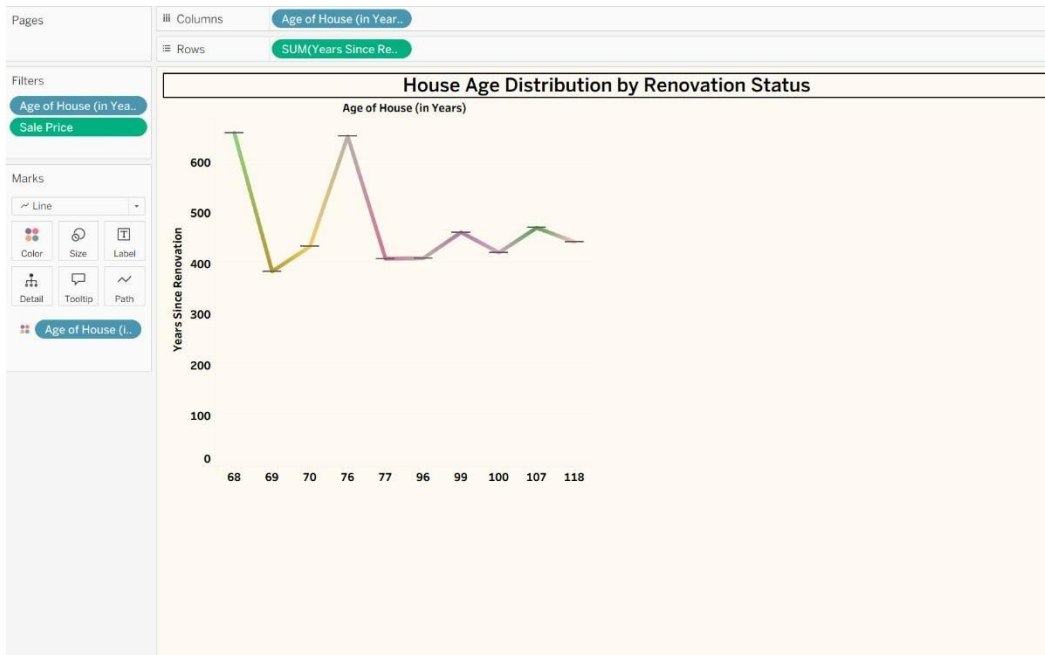 Pages
Columns
Age of House (in Year..
Rows
SUM(Years Since Re..
Filters
Age of House (in Yea..
Sale Price
Marks
Line
Color
Size
Label
Detail
Tooltip
Path
Age of House (i..
House Age Distribution by Renovation Status
Age of House (in Years)
Years Since Renovation
600
500
400
300
200
100
0
68 69 70 76 77 96 99 100 107 118